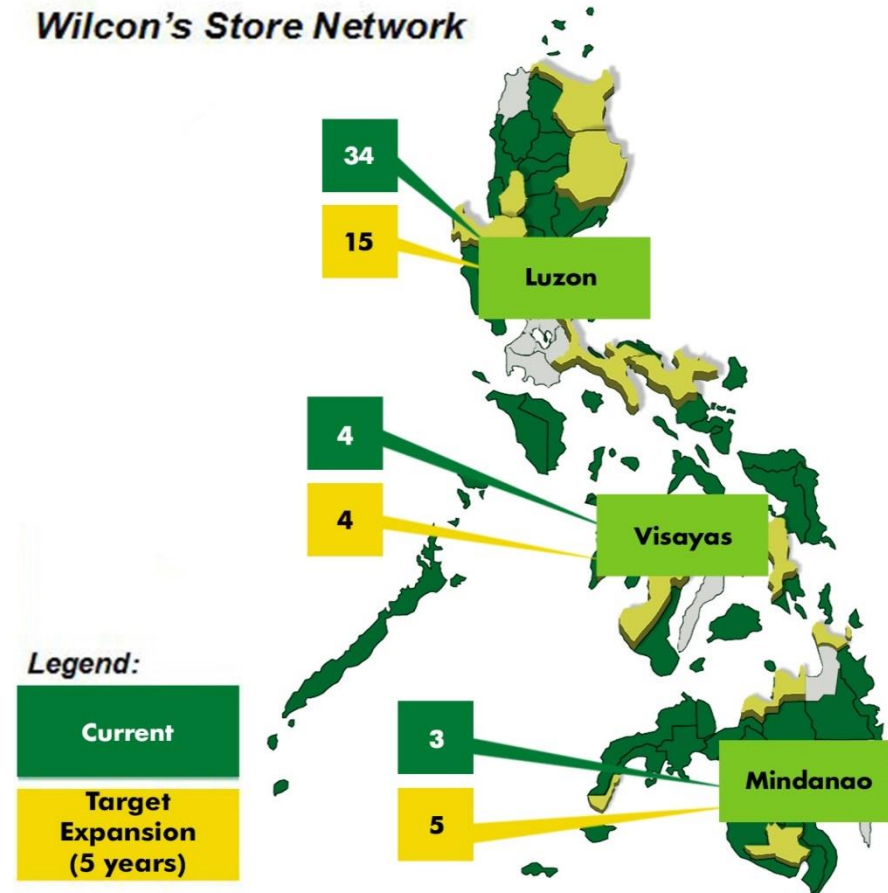 Wilcon's Store Network
34
15
Luzon
4
4
Visayas
Legend:
Current
Target
Expansion
(5 years)
3
5
Mindanao